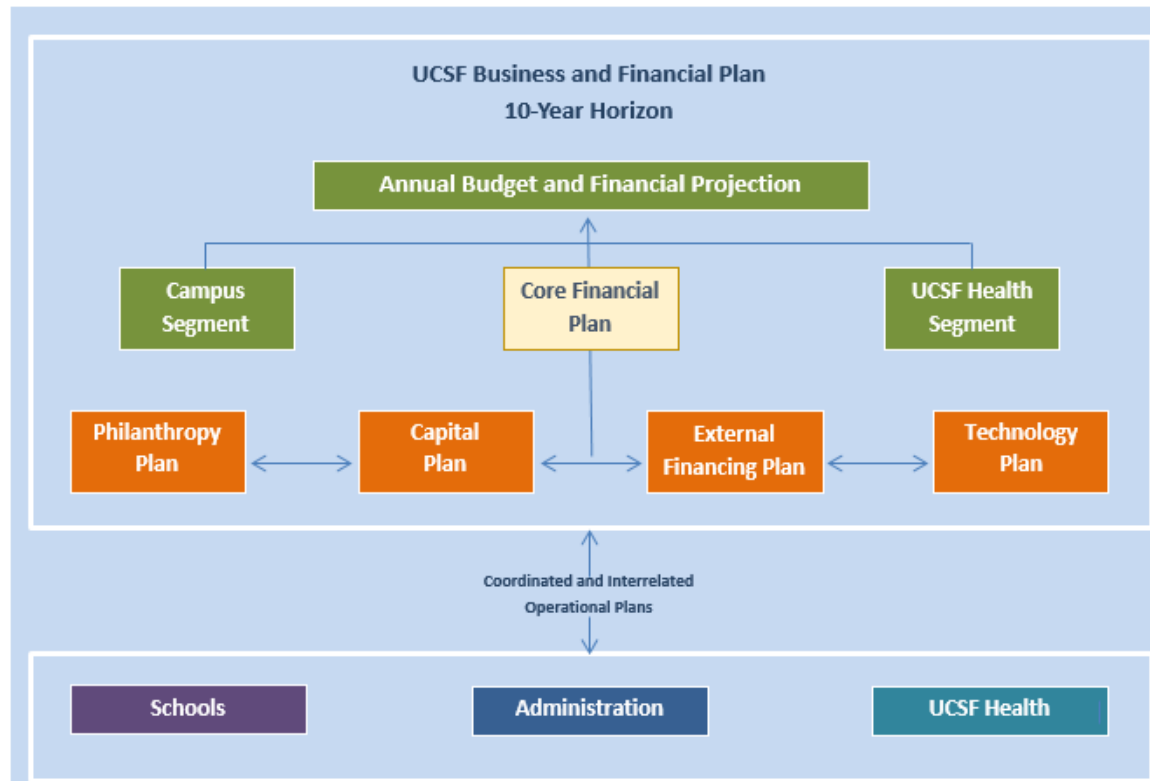 UCSF Business and Financial Plan
10-Year Horizon
Annual Budget and Financial Projection
Campus
Segment
Core Financial
Plan
UCSF Health
Segment
Philanthropy
Plan
Capital
Plan
External
Financing Plan
Technology
Plan
Coordinated and Interrelated
Operational Plans
Schools
Administration
UCSF Health